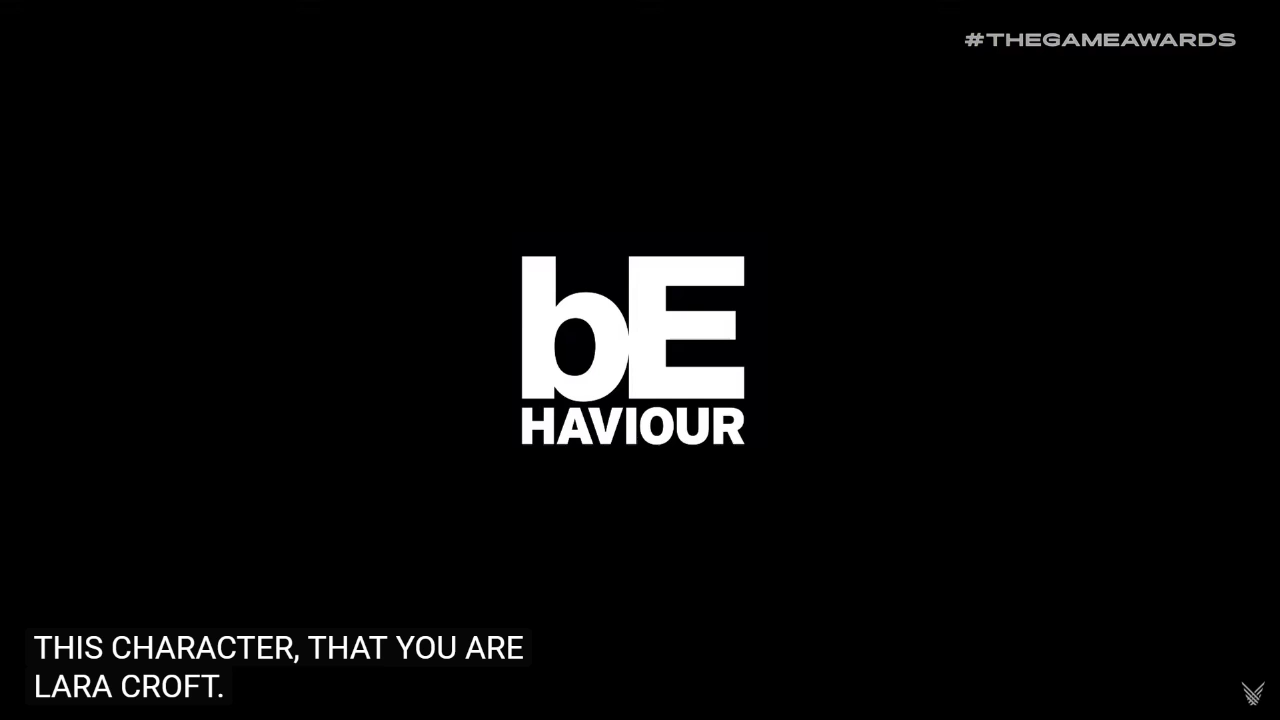 #THEGAMEAWARDS
bE
HAVIOUR
THIS CHARACTER, THAT YOU ARE
LARA CROFT.